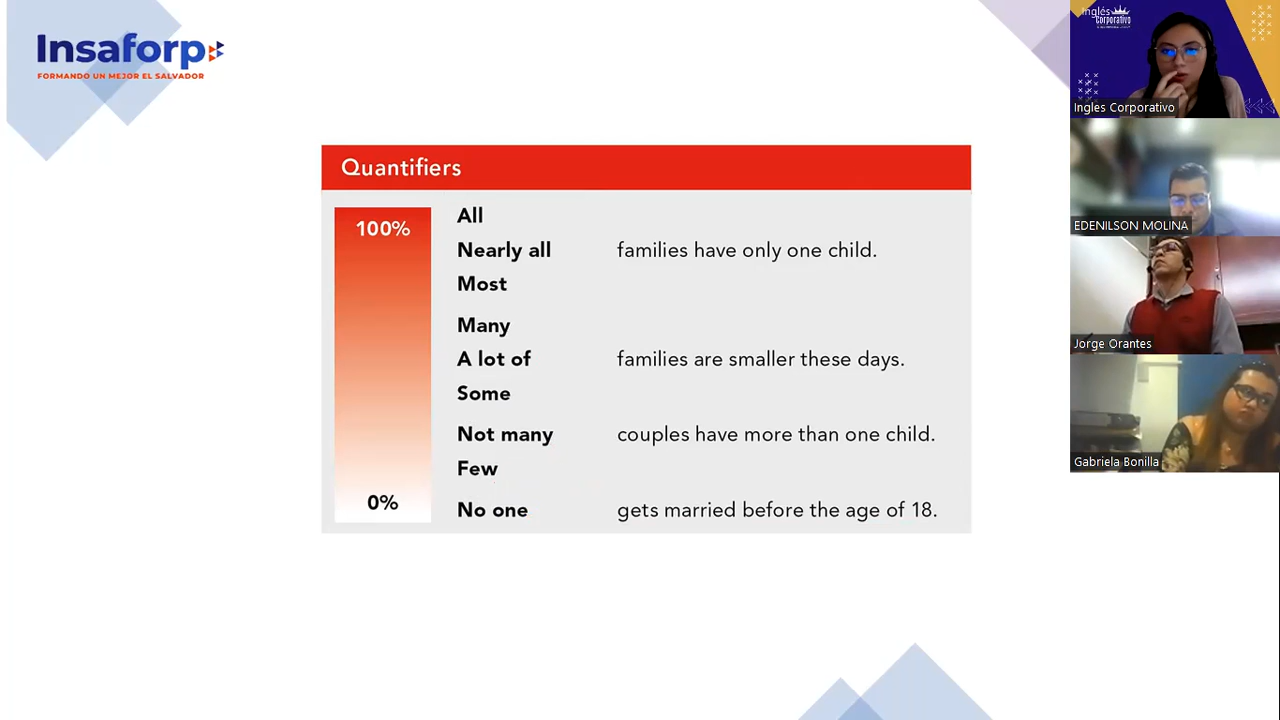 Insaforp
FORMANDO UN MEJOR EL SALVADOR
Quantifiers
100%
All
Nearly all families have only one child.
Most
Many
A lot of families are smaller these days.
Some
Not many couples have more than one child.
Few
0%
No one gets married before the age of 18.
Inglés
Corporativo
Ingles Corporativo
EDENILSON MOLINA
Jorge Orantes
Gabriela Bonilla